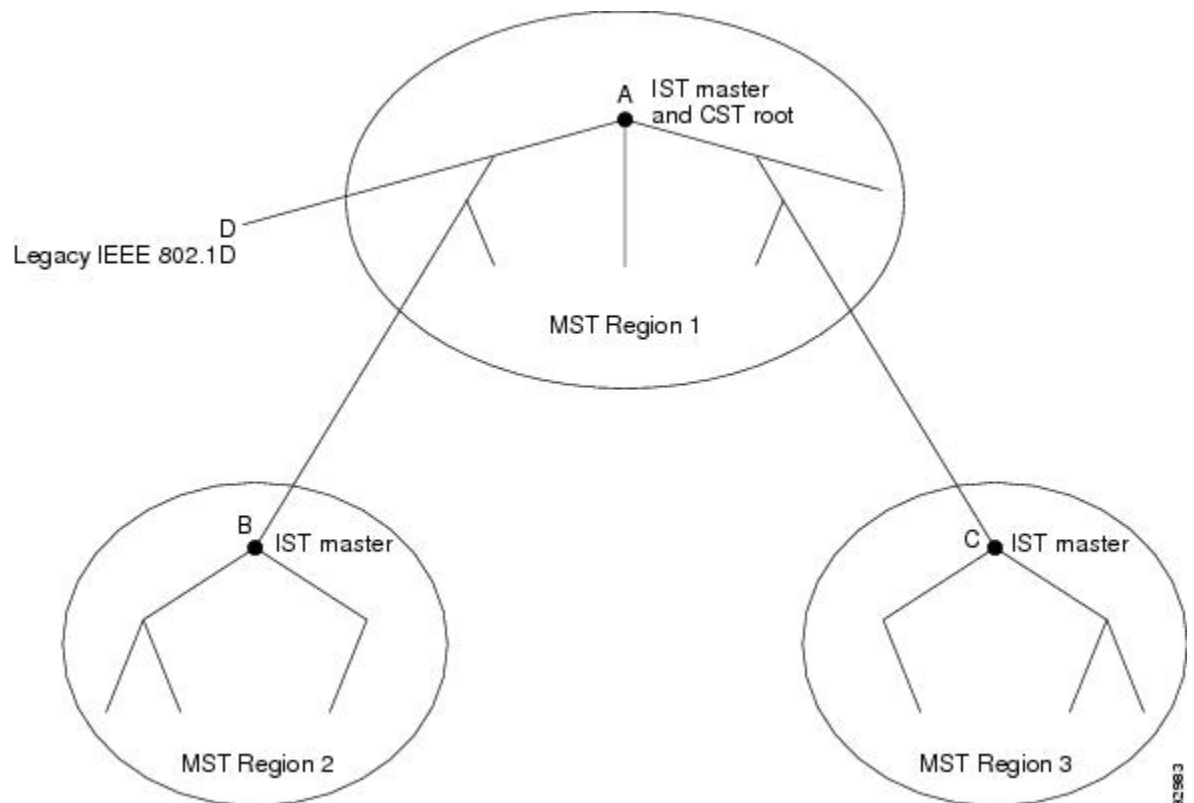 A
IST master
and CST root
D
Legacy IEEE 802.1D
MST Region 1
B
IST master
C
IST master
MST Region 2
MST Region 3
92983